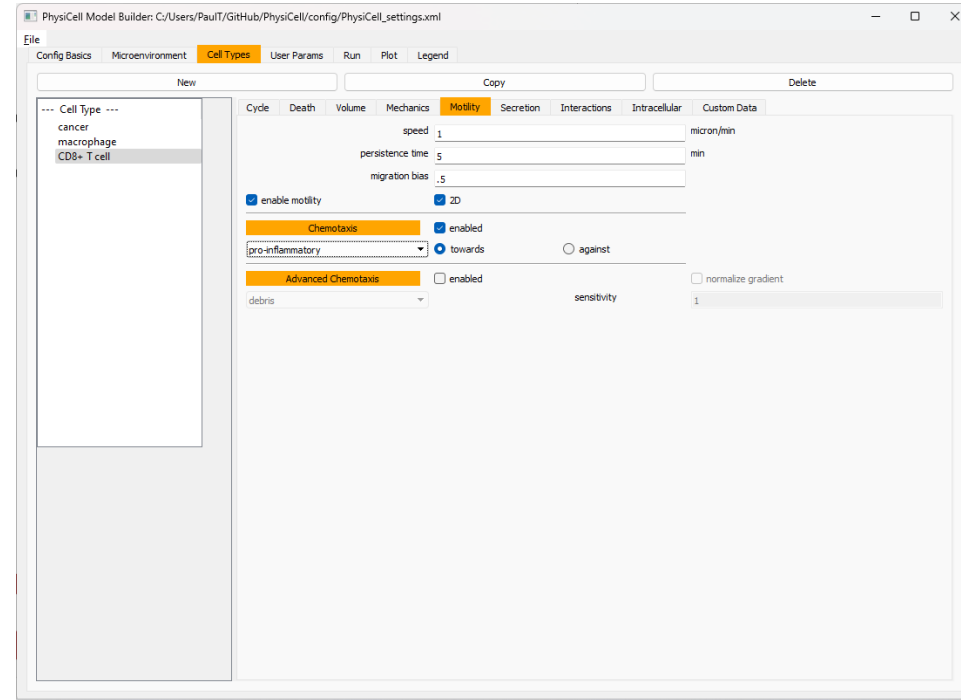 PhysiCell Model Builder: C:/Users/PaulT/GitHub/PhysiCell/config/PhysiCell_settings.xml
File
Config Basics Microenvironment Cell Types User Params Run Plot Legend
New Copy Delete
--- Cell Type ---
cancer
macrophage
CD8+ T cell
Cycle Death Volume Mechanics Motility Secretion Interactions Intracellular Custom Data
speed 1 micron/min
persistence time 5 min
migration bias .5
enable motility 2D
Chemotaxis enabled
pro-inflammatory towards against
Advanced Chemotaxis enabled normalize gradient
debris sensitivity 1